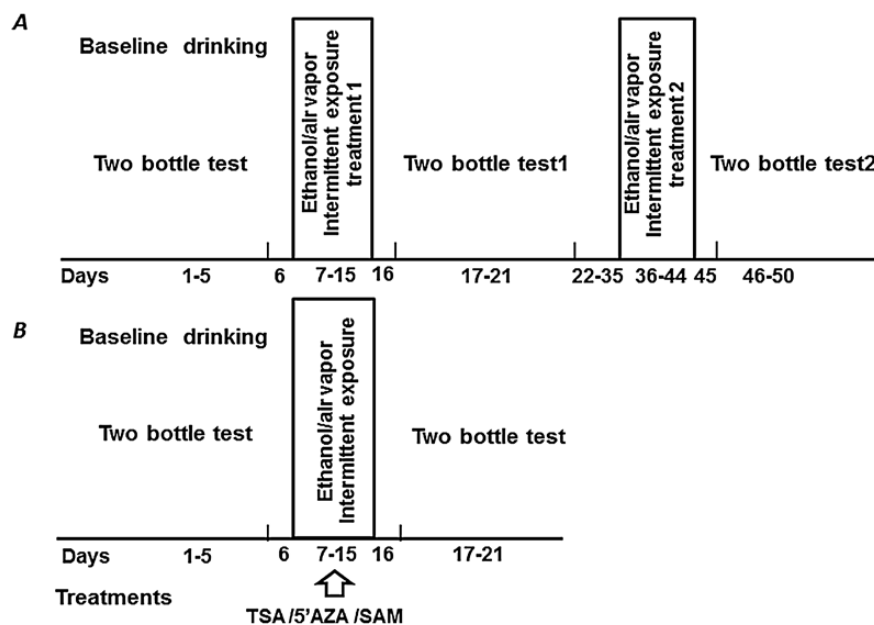 A
Baseline drinking
Two bottle test
Ethanol/air vapor
Intermittent exposure
treatment 1
Two bottle test1
Ethanol/air vapor
Intermittent exposure
treatment 2
Two bottle test2
Days 1-5 6 7-15 16 17-21 22-35 36-44 45 46-50
B
Baseline drinking
Two bottle test
Ethanol/air vapor
Intermittent exposure
Two bottle test
Days 1-5 6 7-15 16 17-21
Treatments
TSA /5'AZA /SAM